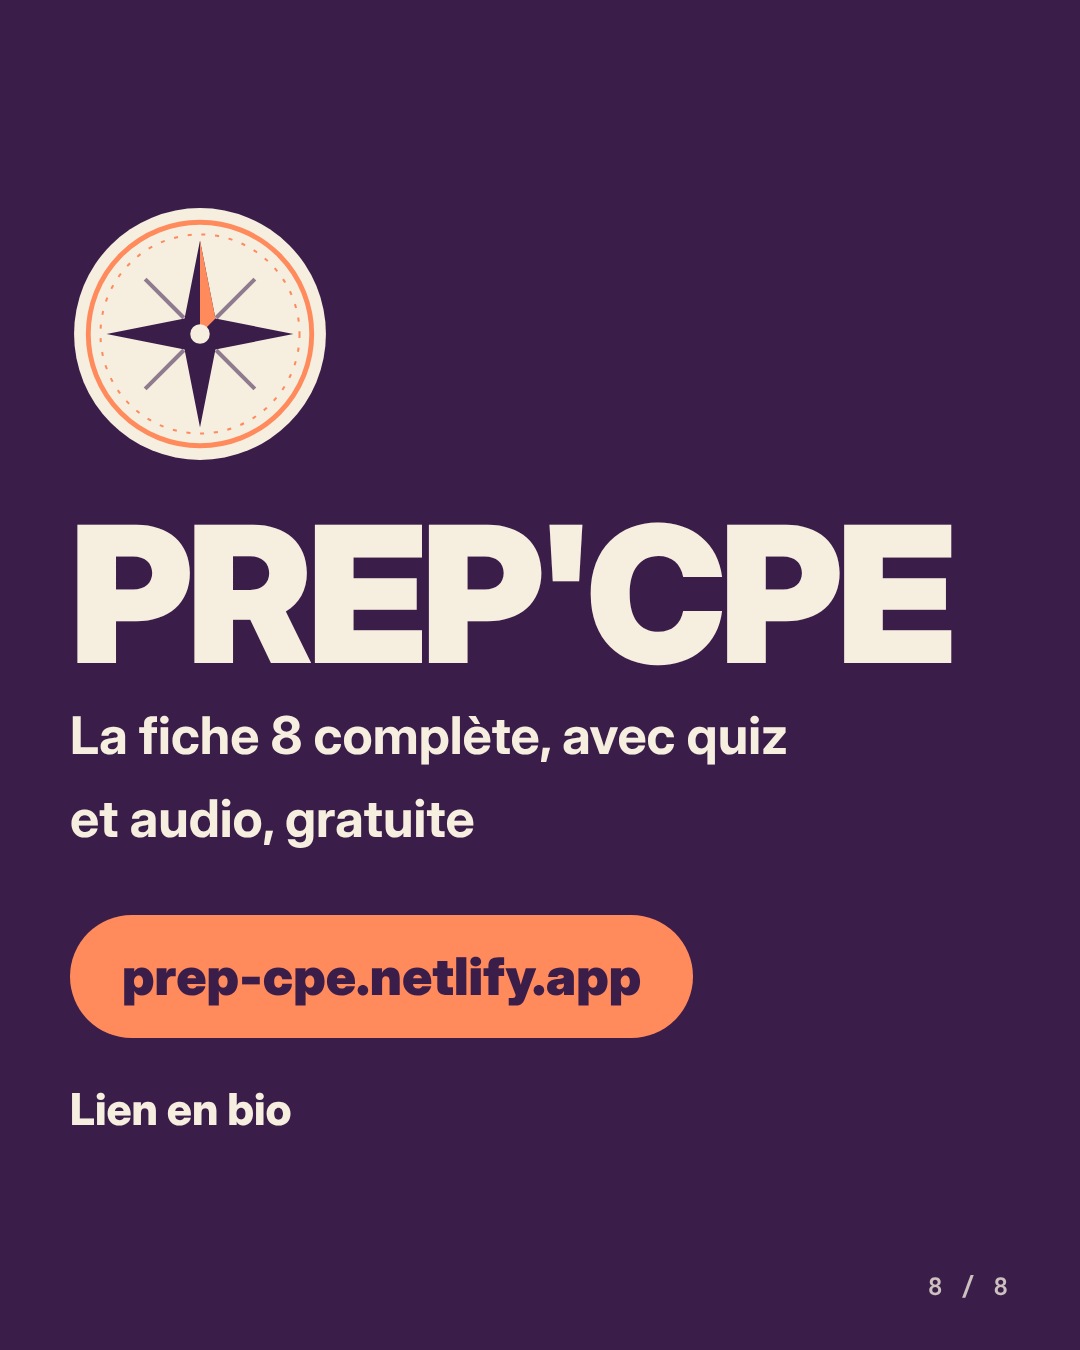 PREP'CPE
La fiche 8 complète, avec quiz
et audio, gratuite
prep-cpe.netlify.app
Lien en bio
8 / 8